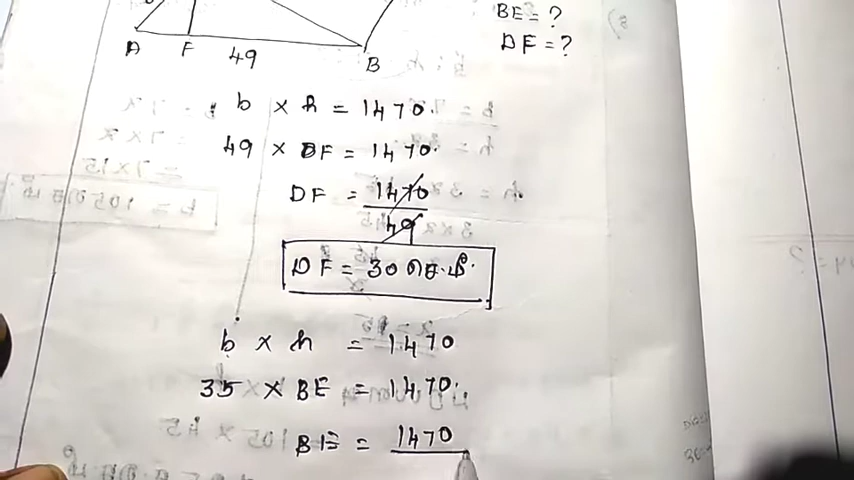 BE = ?
DF = ?
A F 49 B
b × h = 1470.
49 × DF = 1470.
DF = 1470
49
DF = 30 செ.மீ.
b × h = 1470
35 × BE = 1470.
BE = 1470